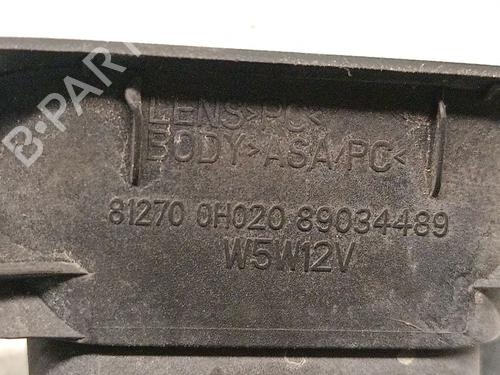 LENS>PC<
BODY>ASA/PC<
81270 0H020 89034489
W5W12V
B-PARTS